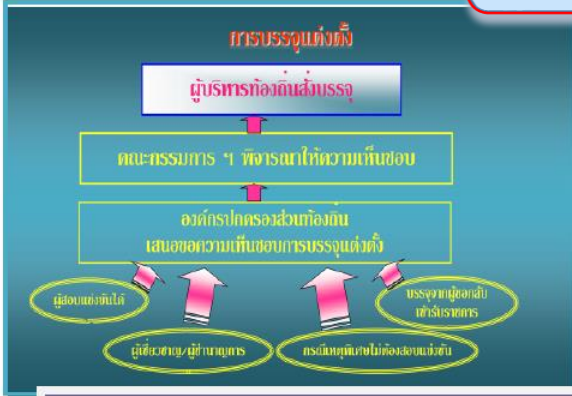 การบรรจุแต่งตั้ง
ผู้บริหารท้องถิ่นสั่งบรรจุ
คณะกรรมการ ฯ พิจารณาให้ความเห็นชอบ
องค์กรปกครองส่วนท้องถิ่น
เสนอขอความเห็นชอบการบรรจุแต่งตั้ง
ผู้สอบแข่งขันได้
บรรจุจากผู้ขอกลับ
เข้ารับราชการ
ผู้เชี่ยวชาญ/ผู้ชำนาญการ
กรณีเหตุพิเศษไม่ต้องสอบแข่งขัน